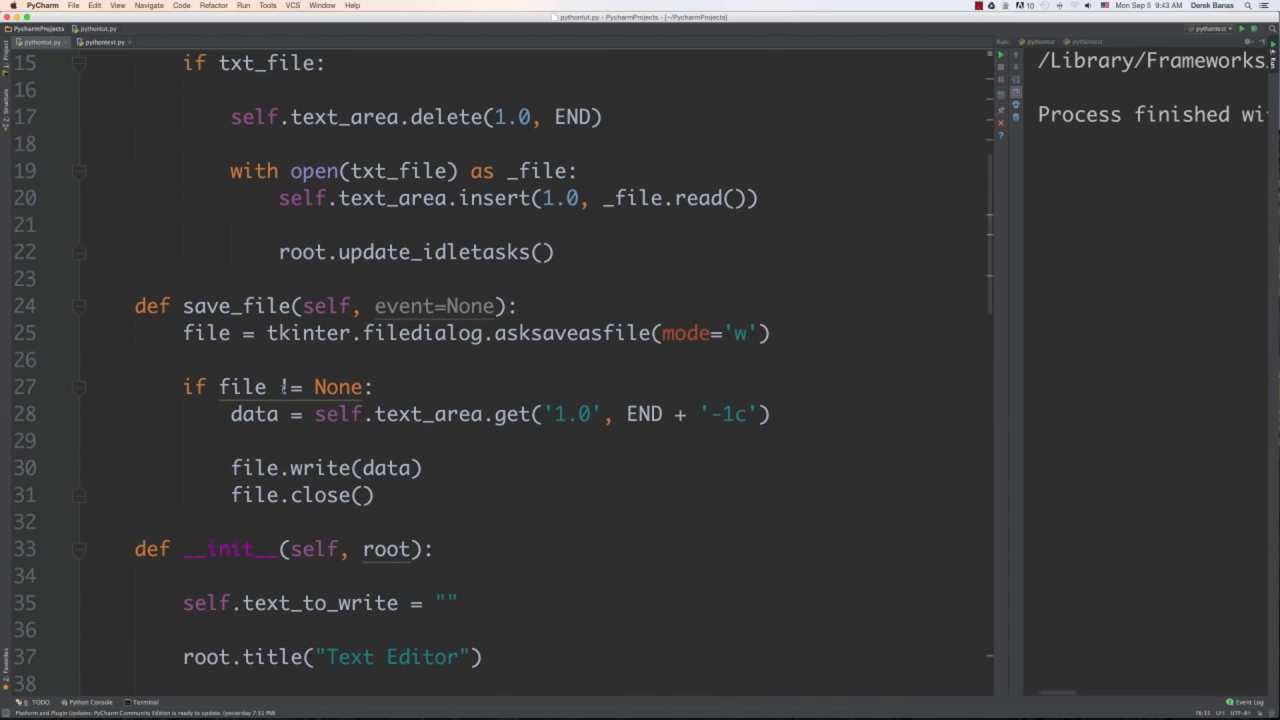 PyCharm File Edit View Navigate Code Refactor Run Tools VCS Window Help 10 Mon Sep 5 9:43 AM Derek Banas
pythontut.py - PycharmProjects - [~/PycharmProjects]
PycharmProjects pythontut.py pythontest
pythontut.py pythontest.py Run: pythontut pythontest
15 if txt_file:
16
17 self.text_area.delete(1.0, END)
18
19 with open(txt_file) as _file:
20 self.text_area.insert(1.0, _file.read())
21
22 root.update_idletasks()
23
24 def save_file(self, event=None):
25 file = tkinter.filedialog.asksaveasfile(mode='w')
26
27 if file != None:
28 data = self.text_area.get('1.0', END + '-1c')
29
30 file.write(data)
31 file.close()
32
33 def __init__(self, root):
34
35 self.text_to_write = ""
36
37 root.title("Text Editor")
38
/Library/Frameworks
Process finished wi
1: Project
7: Structure
2: Favorites
6: TODO Python Console Terminal Event Log
Platform and Plugin Updates: PyCharm Community Edition is ready to update. (yesterday 7:51 PM) 76:15 LF: UTF-8: